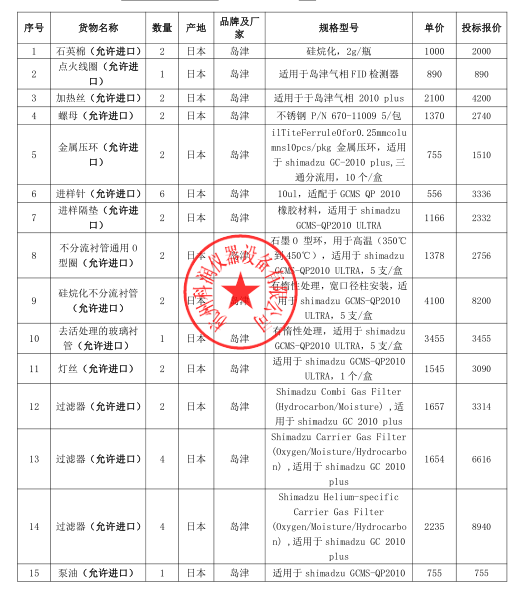 序号 货物名称 数量 产地 品牌及厂家 规格型号 单价 投标报价
1 石英棉（允许进口） 2 日本 岛津 硅烷化，2g/瓶 1000 2000
2 点火线圈（允许进口） 1 日本 岛津 适用于岛津气相 FID 检测器 890 890
3 加热丝（允许进口） 2 日本 岛津 适用于于岛津气相 2010 plus 2100 4200
4 螺母（允许进口） 2 日本 岛津 不锈钢 P/N 670-11009 5/包 1370 2740
5 金属压环（允许进口） 2 日本 岛津 ilTiteFerrule0for0.25mmcolumns10pcs/pkg 金属压环，适用于 shimadzu GC-2010 plus,三通分流用，10 个/盒 755 1510
6 进样针（允许进口） 6 日本 岛津 10ul，适配于 GCMS QP 2010 556 3336
7 进样隔垫（允许进口） 2 日本 岛津 橡胶材料，适用于 shimadzu GCMS-QP2010 ULTRA 1166 2332
8 不分流衬管通用 O 型圈（允许进口） 2 日本 岛津 石墨 O 型环，用于高温（350℃到450℃），适用于 shimadzu GCMS-QP2010 ULTRA，5 支/盒 1378 2756
9 硅烷化不分流衬管（允许进口） 2 日本 岛津 有惰性处理，宽口径柱安装，适用于 shimadzu GCMS-QP2010 ULTRA，5 支/盒 4100 8200
10 去活处理的玻璃衬管（允许进口） 1 日本 岛津 有惰性处理，适用于 shimadzu GCMS-QP2010 ULTRA，5 支/盒 3455 3455
11 灯丝（允许进口） 2 日本 岛津 适用于 shimadzu GCMS-QP2010 ULTRA，1 个/盒 1545 3090
12 过滤器（允许进口） 2 日本 岛津 Shimadzu Combi Gas Filter (Hydrocarbon/Moisture) ,适用于 shimadzu GC 2010 plus 1657 3314
13 过滤器（允许进口） 4 日本 岛津 Shimadzu Carrier Gas Filter (Oxygen/Moisture/Hydrocarbon) ,适用于 shimadzu GC 2010 plus 1654 6616
14 过滤器（允许进口） 4 日本 岛津 Shimadzu Helium-specific Carrier Gas Filter (Oxygen/Moisture/Hydrocarbon) ,适用于 shimadzu GC 2010 plus 2235 8940
15 泵油（允许进口） 1 日本 岛津 适用于 shimadzu GCMS-QP2010 755 755
杭州科润仪器设备有限公司